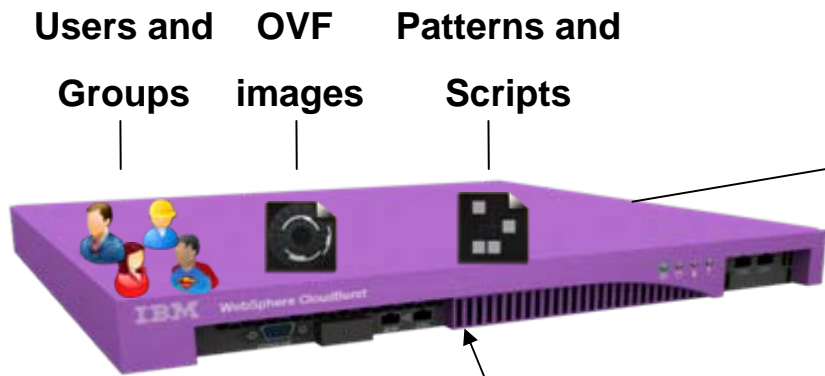 Users and OVF Patterns and
Groups images Scripts
IBM WebSphere CloudBurst